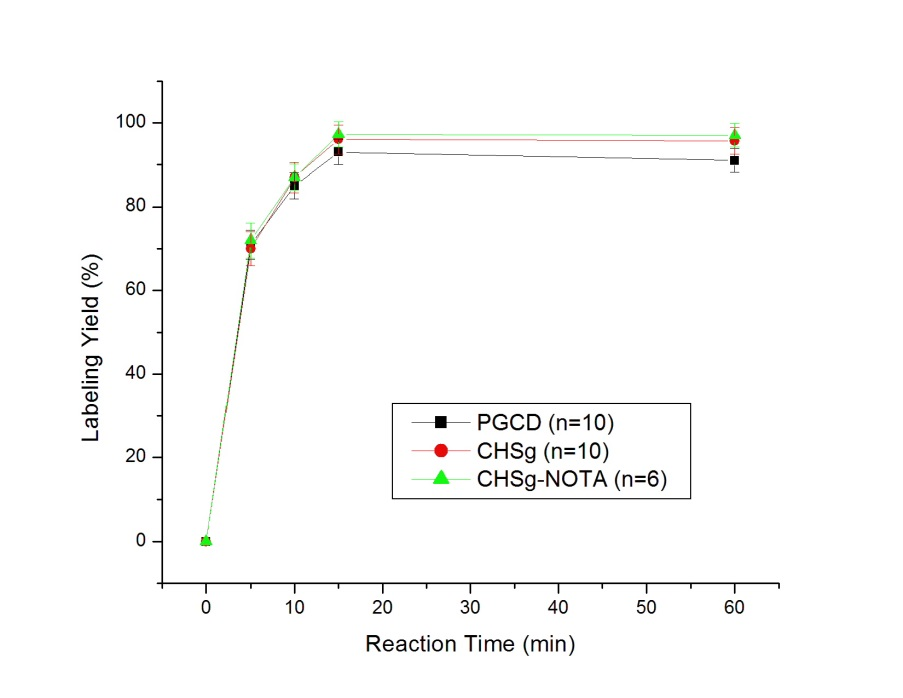 100
80
60
40
20
0
Labeling Yield (%)
PGCD (n=10)
CHSg (n=10)
CHSg-NOTA (n=6)
0 10 20 30 40 50 60
Reaction Time (min)